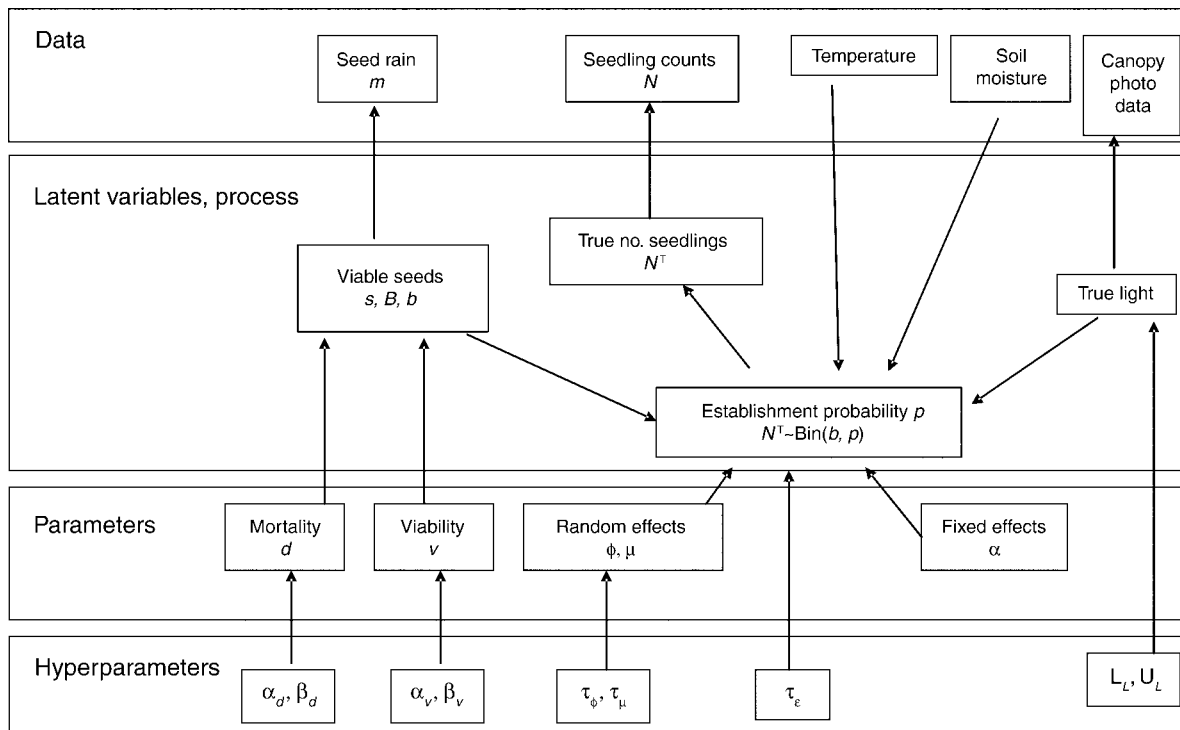 Data
Seed rain
m
Seedling counts
N
Temperature
Soil
moisture
Canopy
photo
data
Latent variables, process
Viable seeds
s, B, b
True no. seedlings
Nᵀ
True light
Establishment probability p
Nᵀ~Bin(b, p)
Parameters
Mortality
d
Viability
v
Random effects
ϕ, μ
Fixed effects
α
Hyperparameters
α_d, β_d
α_v, β_v
τ_ϕ, τ_μ
τ_ε
L_L, U_L